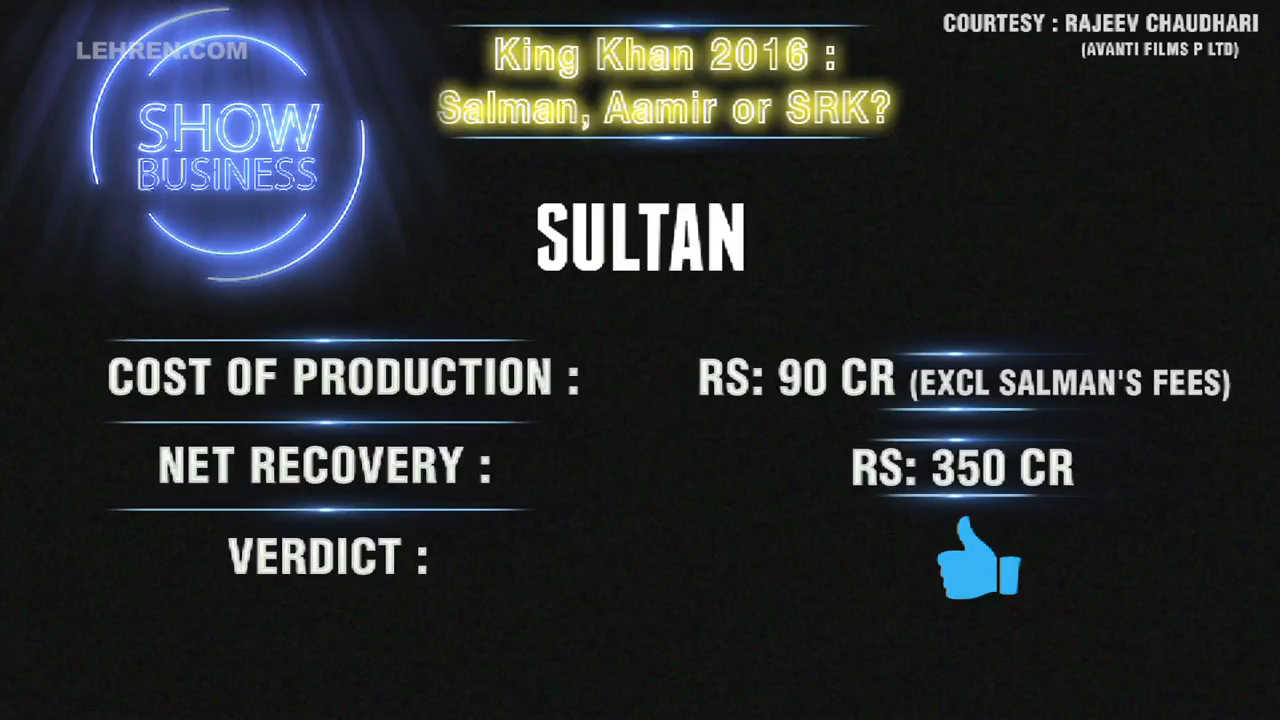 LEHREN.COM
SHOW
BUSINESS
King Khan 2016 :
Salman, Aamir or SRK?
COURTESY : RAJEEV CHAUDHARI
(AVANTI FILMS P LTD)
SULTAN
COST OF PRODUCTION : RS: 90 CR (EXCL SALMAN'S FEES)
NET RECOVERY : RS: 350 CR
VERDICT :